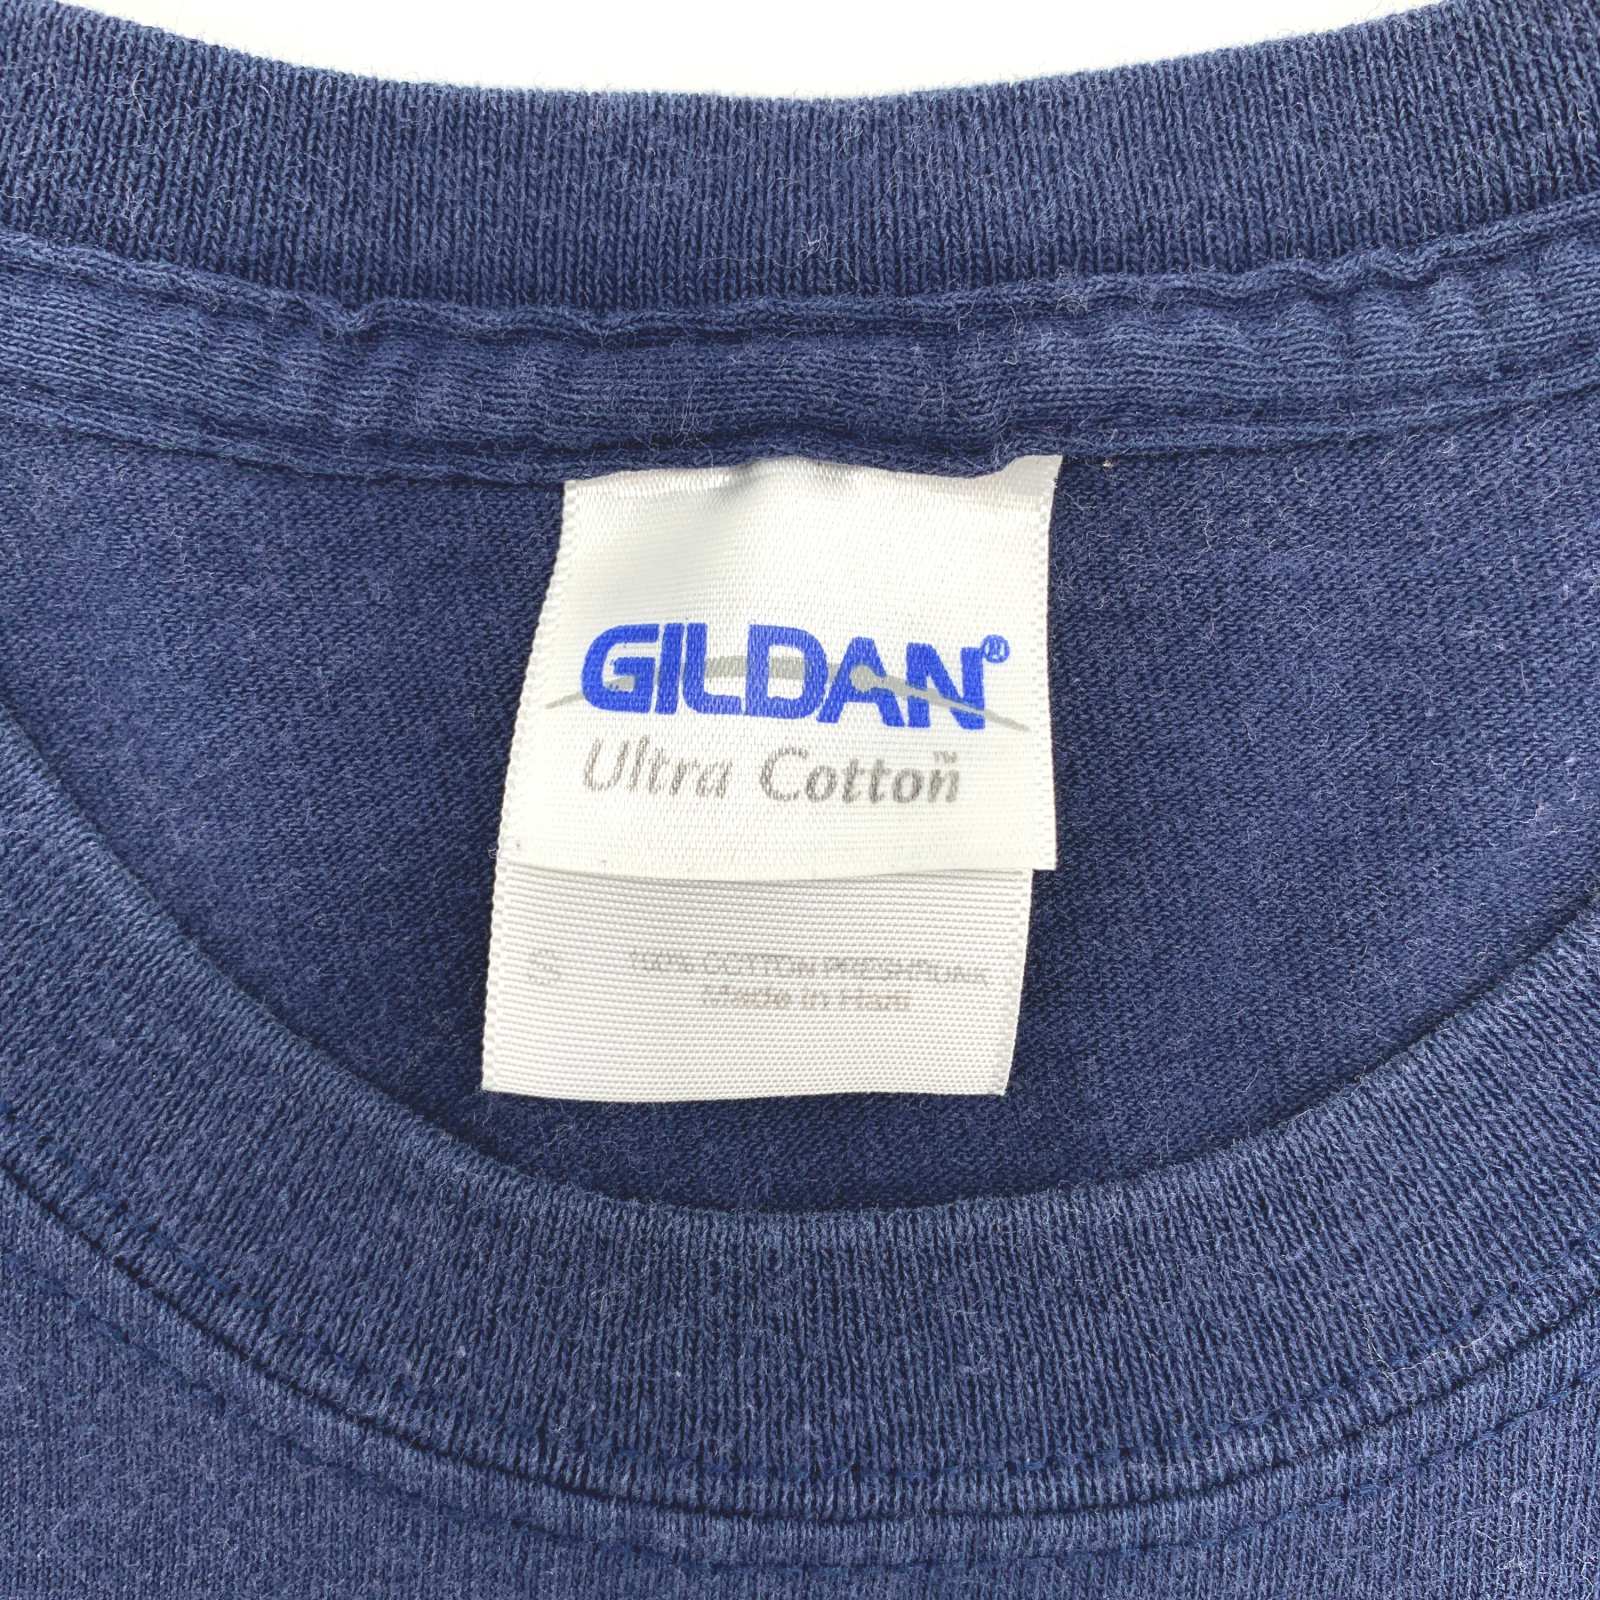 GILDAN®
Ultra Cotton™
S 100% COTTON PRESHRUNK
Made in Haiti